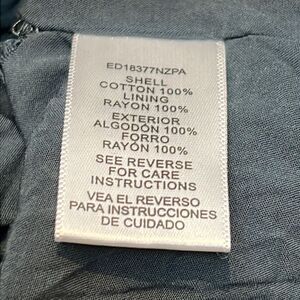 ED18377NZPA
SHELL
COTTON 100%
LINING
RAYON 100%
EXTERIOR
ALGODÓN 100%
FORRO
RAYÓN 100%
SEE REVERSE
FOR CARE
INSTRUCTIONS
VEA EL REVERSO
PARA INSTRUCCIONES
DE CUIDADO